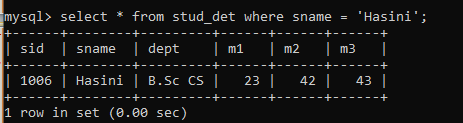 mysql> select * from stud_det where sname = 'Hasini';
+------+--------+---------+------+------+------+
| sid  | sname  | dept    | m1   | m2   | m3   |
+------+--------+---------+------+------+------+
| 1006 | Hasini | B.Sc CS |   23 |   42 |   43 |
+------+--------+---------+------+------+------+
1 row in set (0.00 sec)